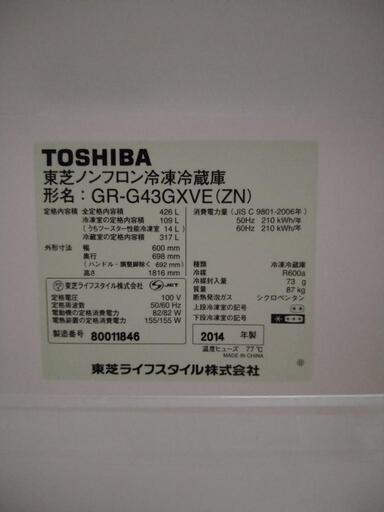 TOSHIBA
東芝ノンフロン冷凍冷蔵庫
形名：GR-G43GXVE(ZN)
定格内容積 全定格内容積 426 L
冷凍室の定格内容積 109 L
（うちツースター性能冷凍室 14 L）
冷蔵室の定格内容積 317 L
外形寸法 幅 600 mm
奥行 698 mm
（ハンドル・調整脚除く 692 mm）
高さ 1816 mm
東芝ライフスタイル株式会社 JET
定格電圧 100 V
定格周波数 50/60 Hz
電動機の定格消費電力 82/82 W
電熱装置の定格消費電力 155/155 W
製造番号 80011846
消費電力量（JIS C 9801-2006年）
50Hz 210 kWh/年
60Hz 210 kWh/年
種類 冷凍冷蔵庫
冷媒 R600a
冷媒封入量 73 g
質量 87 kg
断熱発泡ガス シクロペンタン
上段冷凍室の記号
下段冷凍室の記号
2014 年製
温度ヒューズ 77℃
MADE IN CHINA
東芝ライフスタイル株式会社